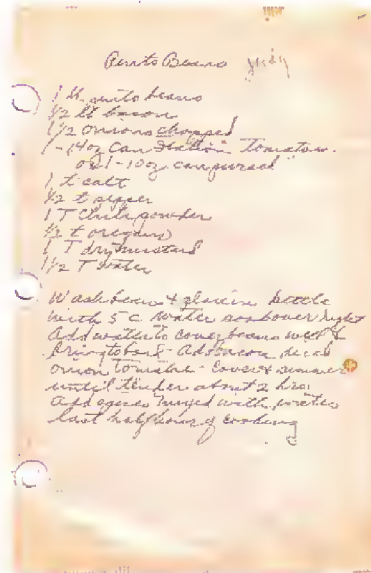 Pinto Beans Judy
1 lb. pinto beans
1/2 lb bacon
1 1/2 onions chopped
1 - 14oz can Italian tomatoes
or 1 - 10oz can pureed
1 t salt
1/2 t pepper
1 T Chili powder
1/2 t oregano
1 T dry mustard
1 1/2 T water
Wash beans & place in kettle
with 5 c. water soak over night
Add water to cover beans well &
bring to boil - Add bacon, diced
onion tomatoes - Cover & simmer
until tender about 2 hrs.
Add spices mixed with water
last half hour of cooking